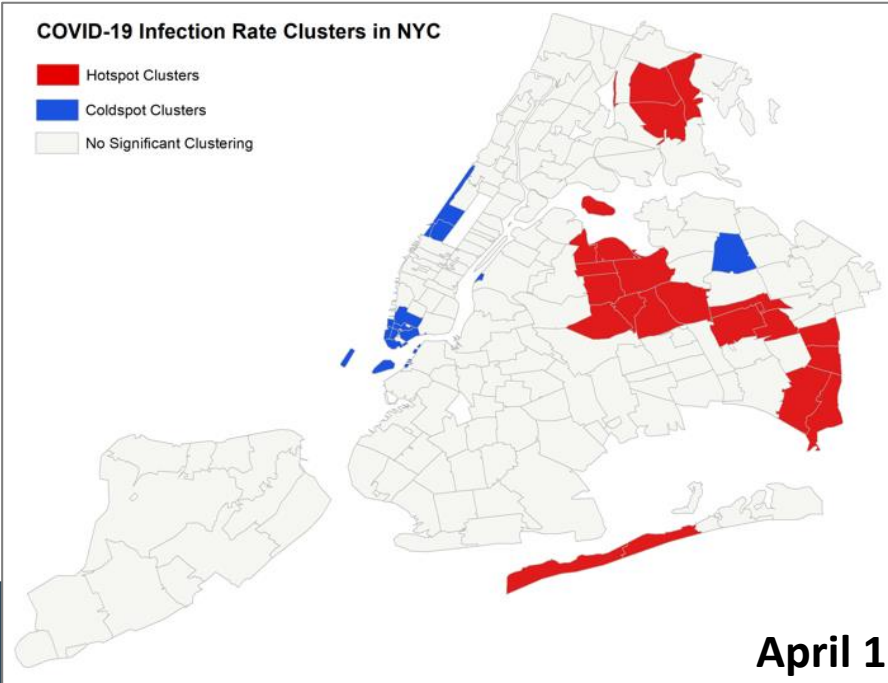 COVID-19 Infection Rate Clusters in NYC
Hotspot Clusters
Coldspot Clusters
No Significant Clustering
April 1